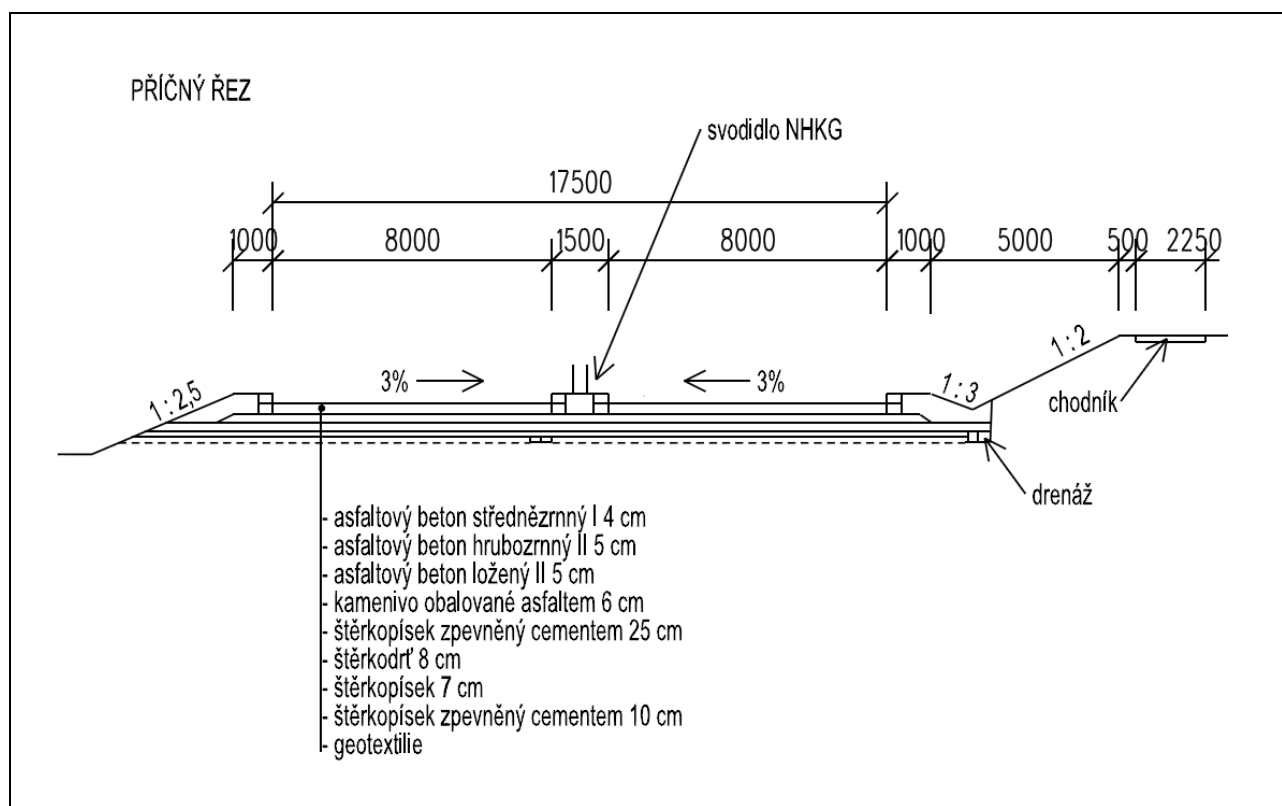 PŘÍČNÝ ŘEZ
svodidlo NHKG
17500
1000 8000 1500 8000 1000 5000 500 2250
1:2,5
3%
3%
1:3
1:2
chodník
drenáž
- asfaltový beton střednězrnný I 4 cm
- asfaltový beton hrubozrnný II 5 cm
- asfaltový beton ložený II 5 cm
- kamenivo obalované asfaltem 6 cm
- štěrkopísek zpevněný cementem 25 cm
- štěrkodrť 8 cm
- štěrkopísek 7 cm
- štěrkopísek zpevněný cementem 10 cm
- geotextilie